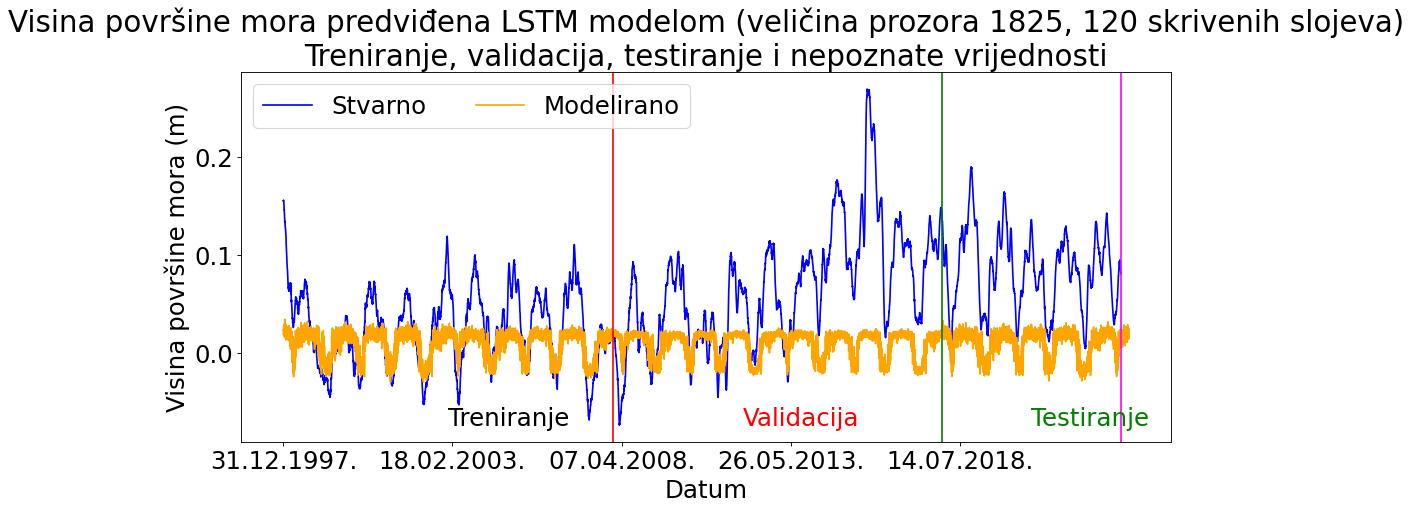 Visina površine mora predviđena LSTM modelom (veličina prozora 1825, 120 skrivenih slojeva)
Treniranje, validacija, testiranje i nepoznate vrijednosti
Stvarno Modelirano
Visina površine mora (m)
0.2
0.1
0.0
Treniranje Validacija Testiranje
31.12.1997. 18.02.2003. 07.04.2008. 26.05.2013. 14.07.2018.
Datum